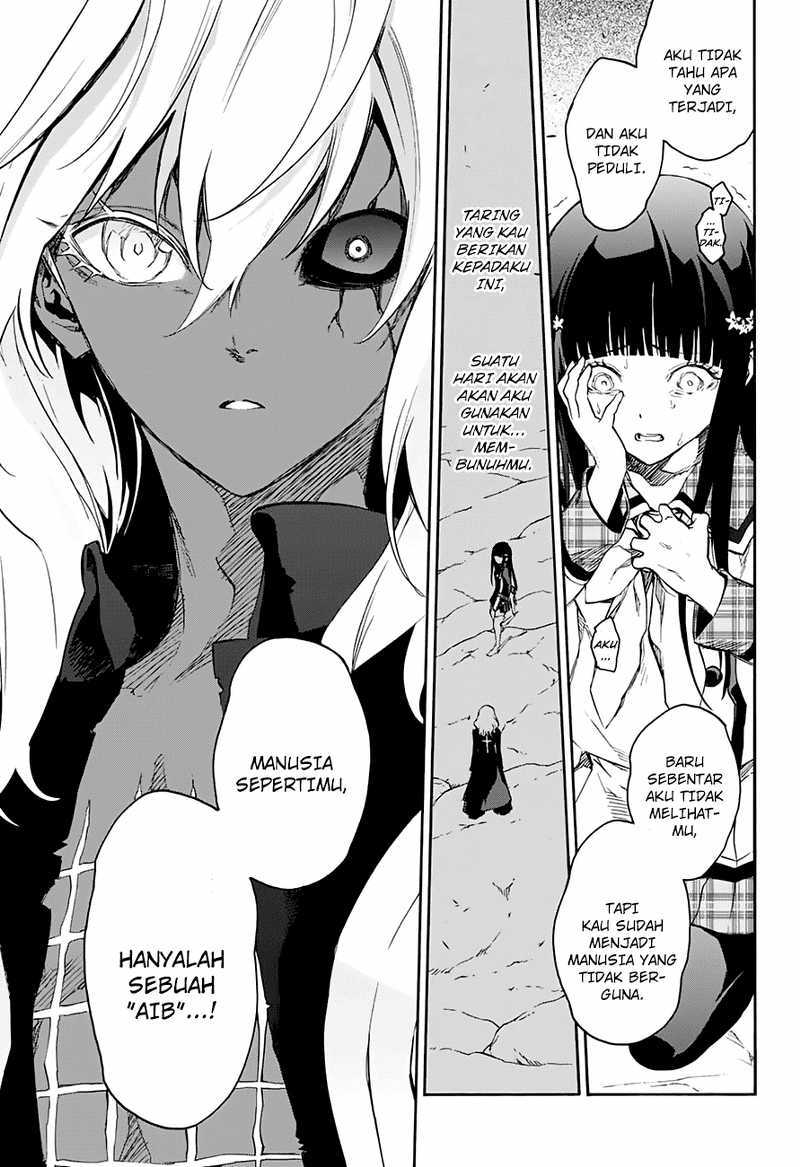 AKU TIDAK
TAHU APA
YANG
TERJADI,
DAN AKU
TIDAK
PEDULI.
TI-
...
TI-
DAK.
AKU
...
BARU
SEBENTAR
AKU TIDAK
MELIHAT-
MU,
TAPI
KAU SUDAH
MENJADI
MANUSIA YANG
TIDAK BER-
GUNA.
TARING
YANG KAU
BERIKAN
KEPADAKU
INI,
SUATU
HARI AKAN
AKAN AKU
GUNAKAN
UNTUK...
MEM-
BUNUHMU.
MANUSIA
SEPERTIMU,
HANYALAH
SEBUAH
"AIB"...!